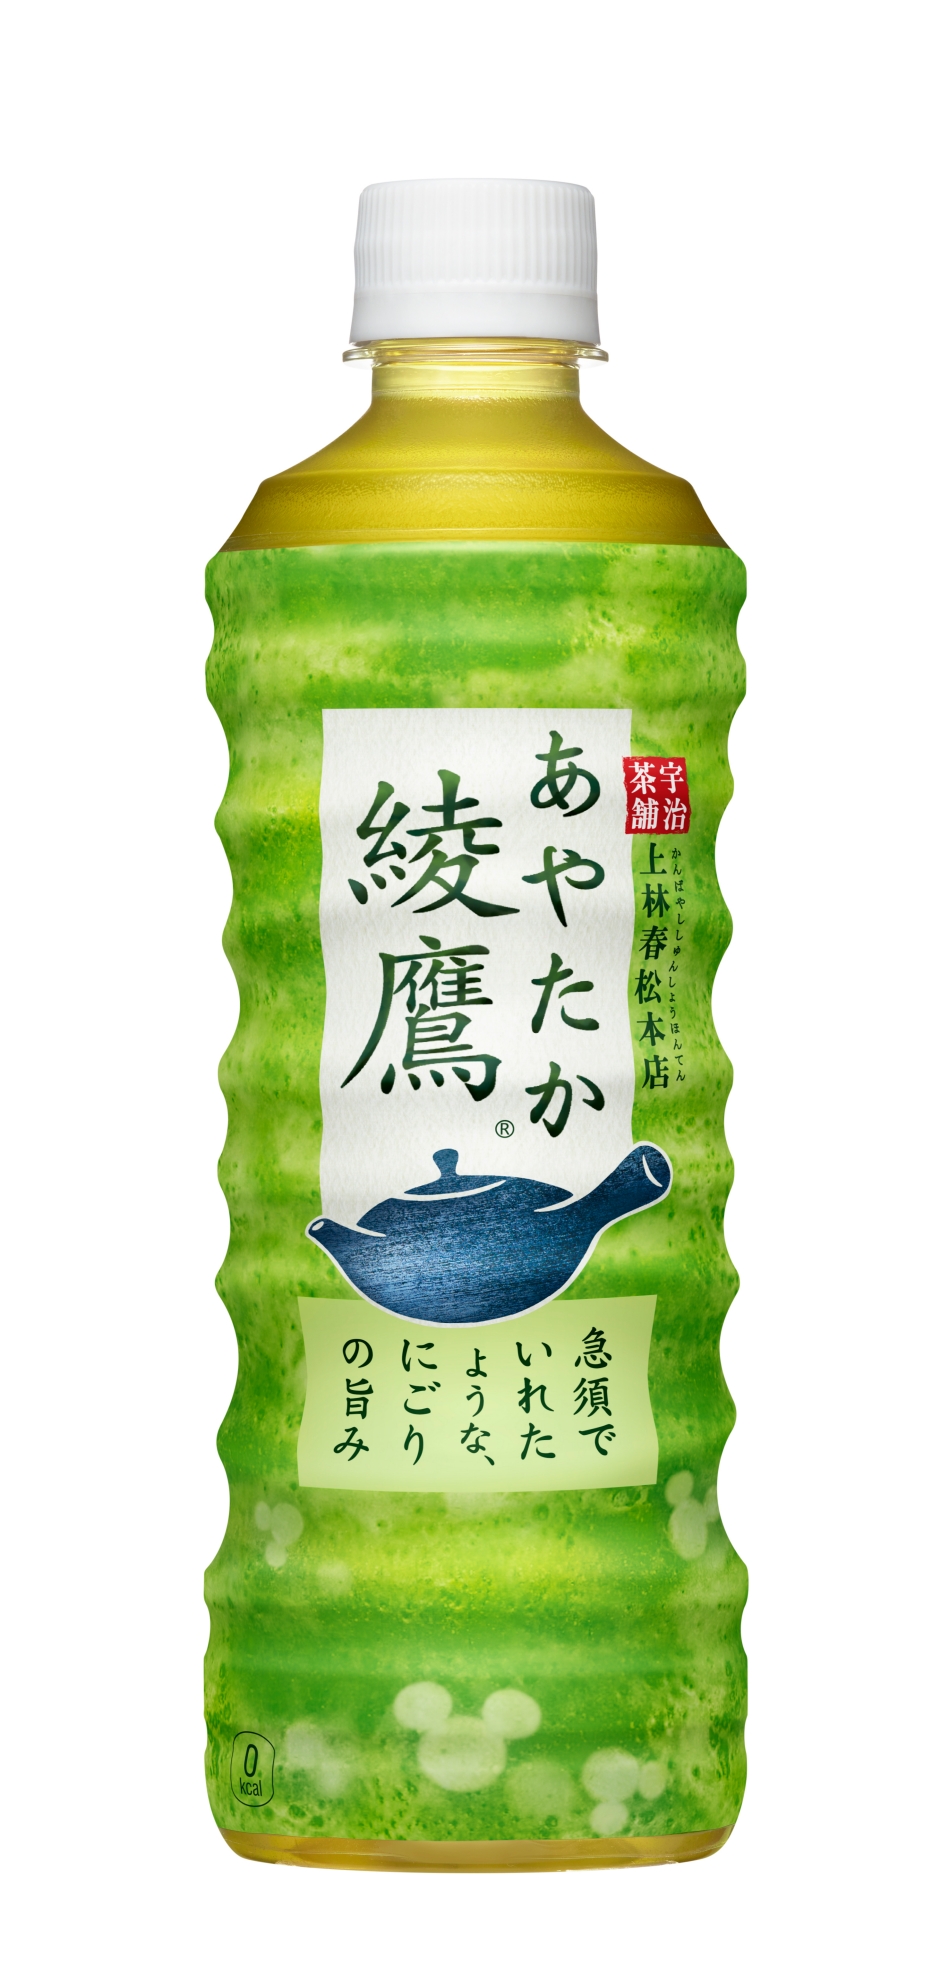 あやたか
綾鷹®
宇治
茶舗
上林春松本店
かんばやししゅんしょうほんてん
急須で
いれた
ような、
にごり
の旨み
0
kcal